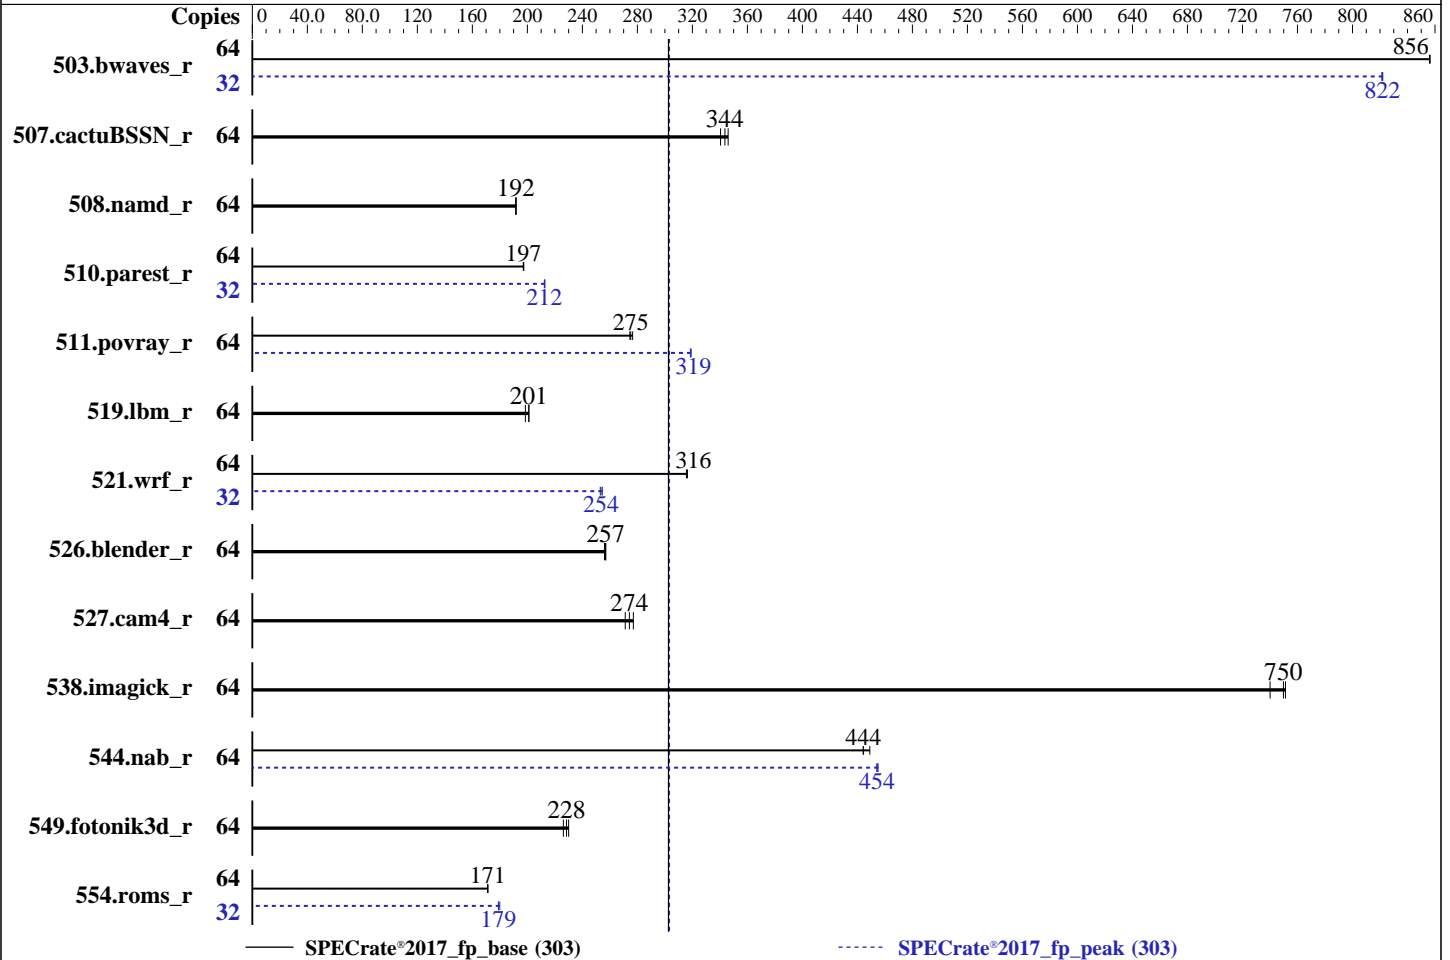 Copies 0 40.0 80.0 120 160 200 240 280 320 360 400 440 480 520 560 600 640 680 720 760 800 860
503.bwaves_r 64 856
32 822
507.cactuBSSN_r 64 344
508.namd_r 64 192
510.parest_r 64 197
32 212
511.povray_r 64 275
319
519.lbm_r 64 201
521.wrf_r 64 316
32 254
526.blender_r 64 257
527.cam4_r 64 274
538.imagick_r 64 750
544.nab_r 64 444
454
549.fotonik3d_r 64 228
554.roms_r 64 171
32 179
SPECrate®2017_fp_base (303) SPECrate®2017_fp_peak (303)